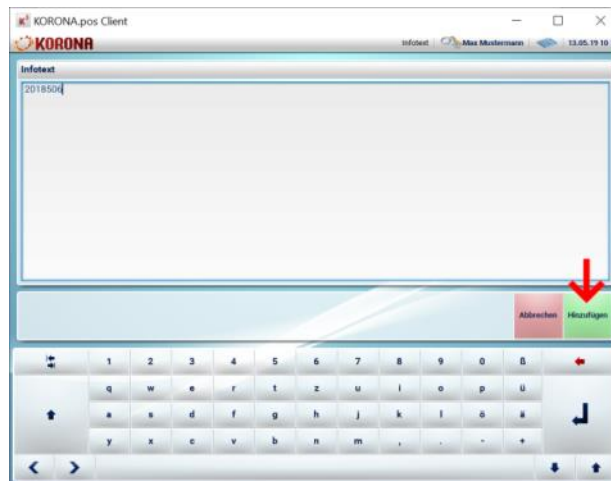 KORONA.pos Client
KORONA Infotext Max Mustermann 13.05.19 10
Infotext
2018506
Abbrechen Hinzufügen
1 2 3 4 5 6 7 8 9 0 ß
q w e r t z u i o p ü
a s d f g h j k l ö ä
y x c v b n m , . - +